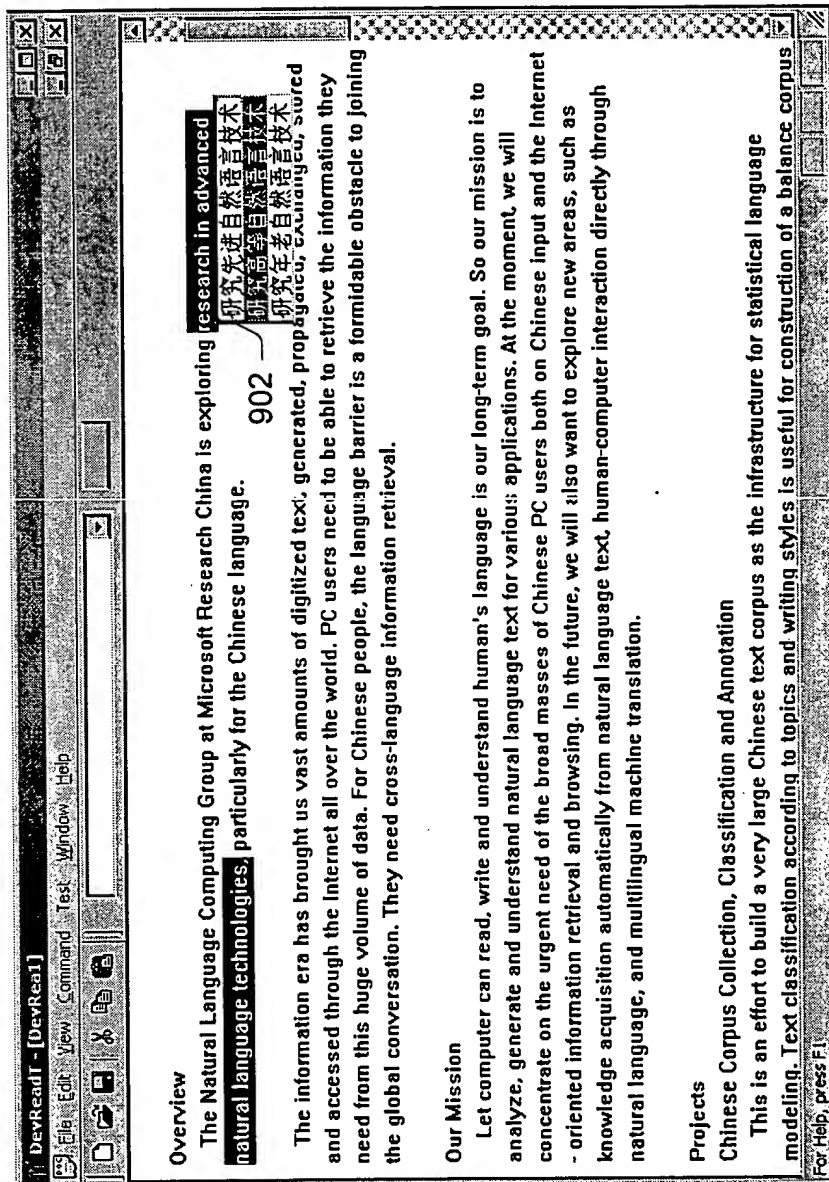 DevReadT - [DevRea1]
File Edit View Command Test Window Help
Overview
The Natural Language Computing Group at Microsoft Research China is exploring research in advanced
natural language technologies, particularly for the Chinese language.
研究先进自然语言技术
研究高等自然语言技术
研究年老自然语言技术
902
The information era has brought us vast amounts of digitized text, generated, propagated, exchanged, stored
and accessed through the Internet all over the world. PC users need to be able to retrieve the information they
need from this huge volume of data. For Chinese people, the language barrier is a formidable obstacle to joining
the global conversation. They need cross-language information retrieval.
Our Mission
Let computer can read, write and understand human's language is our long-term goal. So our mission is to
analyze, generate and understand natural language text for various applications. At the moment, we will
concentrate on the urgent need of the broad masses of Chinese PC users both on Chinese input and the Internet
- oriented information retrieval and browsing. In the future, we will also want to explore new areas, such as
knowledge acquisition automatically from natural language text, human-computer interaction directly through
natural language, and multilingual machine translation.
Projects
Chinese Corpus Collection, Classification and Annotation
This is an effort to build a very large Chinese text corpus as the infrastructure for statistical language
modeling. Text classification according to topics and writing styles is useful for construction of a balance corpus
For Help, press F1